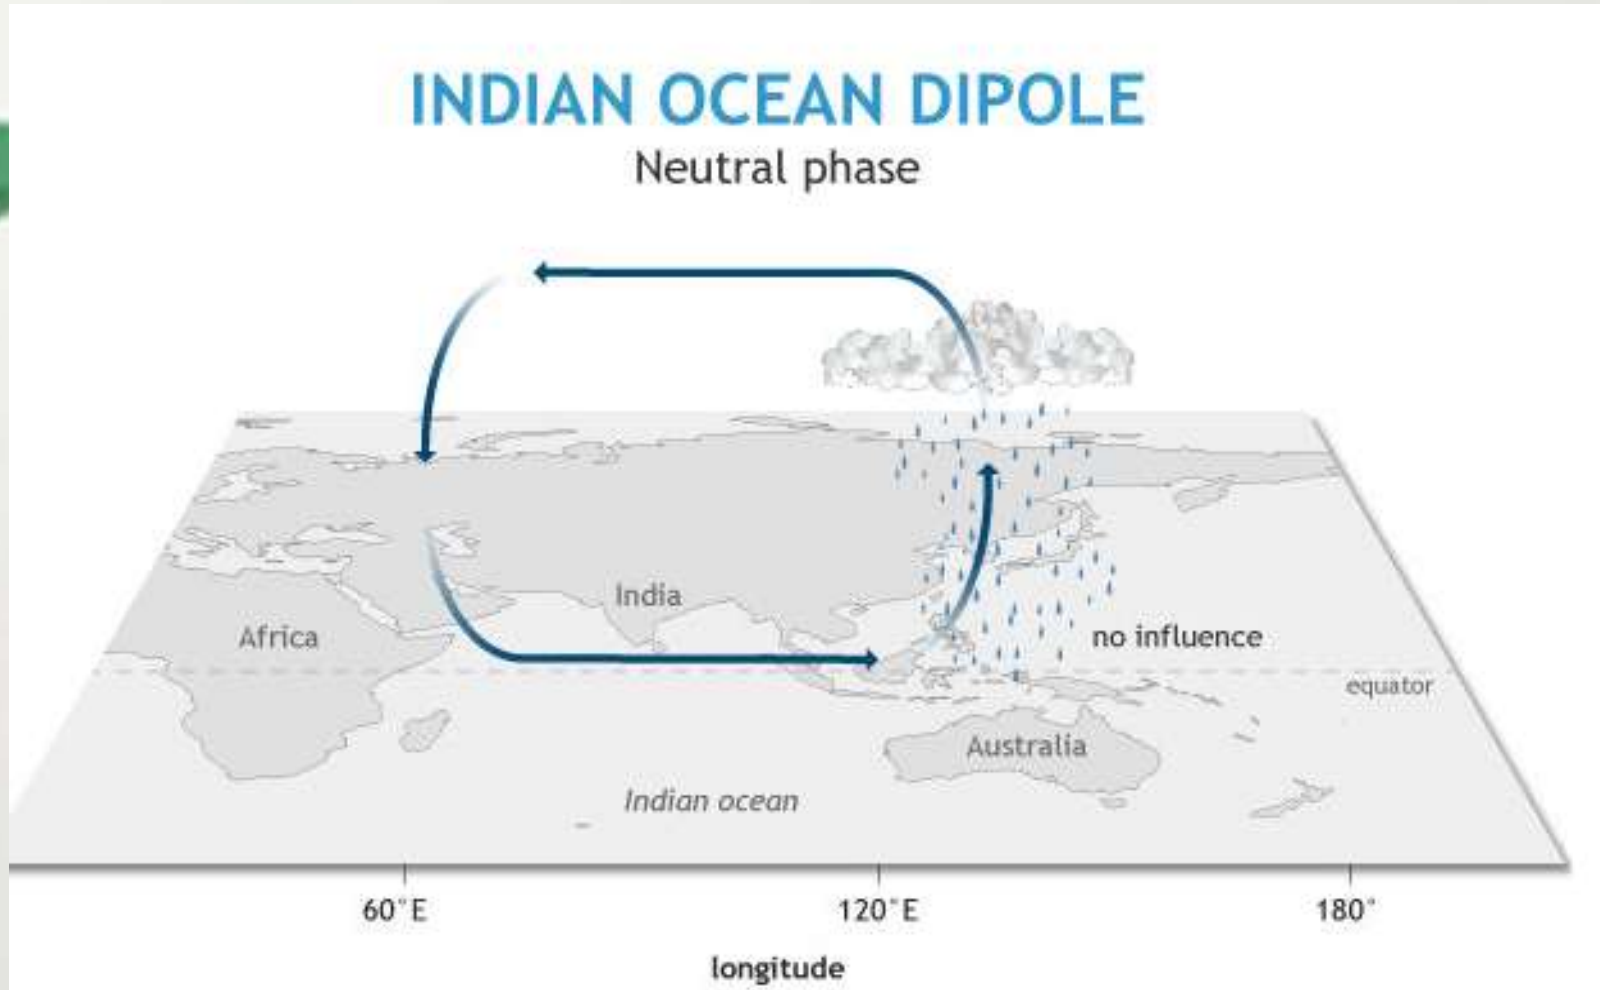 INDIAN OCEAN DIPOLE
Neutral phase
India
Africa
no influence
equator
Australia
Indian ocean
60°E
120°E
180°
longitude